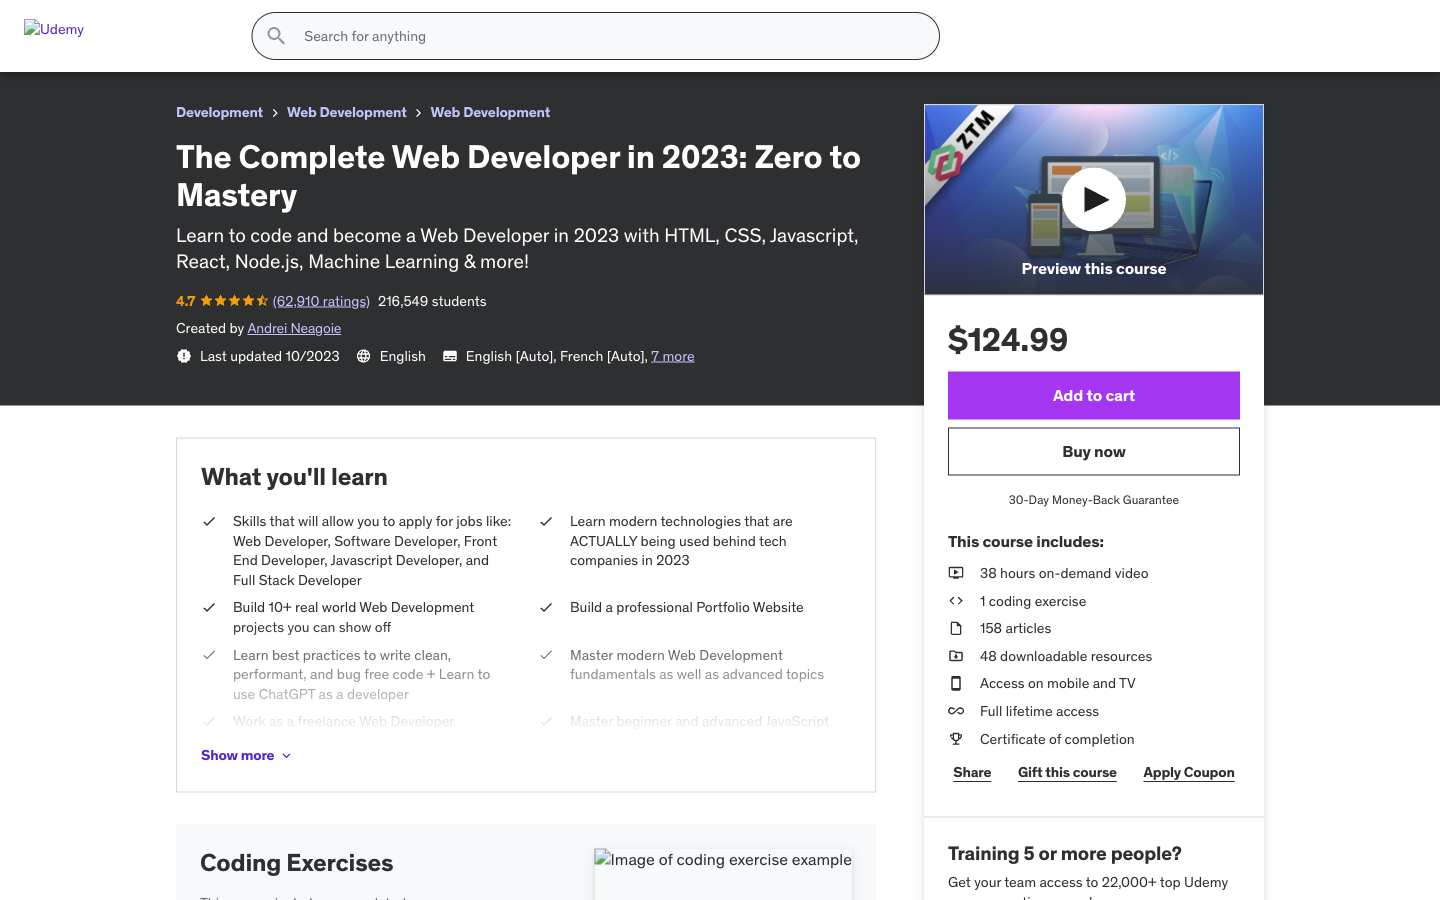 Udemy
Search for anything
Development
Web Development
Web Development
The Complete Web Developer in 2023: Zero to
Mastery
Learn to code and become a Web Developer in 2023 with HTML, CSS, Javascript,
React, Node.js, Machine Learning & more!
4.7 (62,910 ratings) 216,549 students
Created by Andrei Neagoie
Last updated 10/2023 English English [Auto], French [Auto], 7 more
ZTM
Preview this course
$124.99
Add to cart
Buy now
30-Day Money-Back Guarantee
This course includes:
38 hours on-demand video
1 coding exercise
158 articles
48 downloadable resources
Access on mobile and TV
Full lifetime access
Certificate of completion
Share Gift this course Apply Coupon
Training 5 or more people?
Get your team access to 22,000+ top Udemy
What you'll learn
Skills that will allow you to apply for jobs like:
Web Developer, Software Developer, Front
End Developer, Javascript Developer, and
Full Stack Developer
Learn modern technologies that are
ACTUALLY being used behind tech
companies in 2023
Build 10+ real world Web Development
projects you can show off
Build a professional Portfolio Website
Learn best practices to write clean,
performant, and bug free code + Learn to
use ChatGPT as a developer
Master modern Web Development
fundamentals as well as advanced topics
Work as a freelance Web Developer
Master beginner and advanced JavaScript
Show more
Coding Exercises
Image of coding exercise example